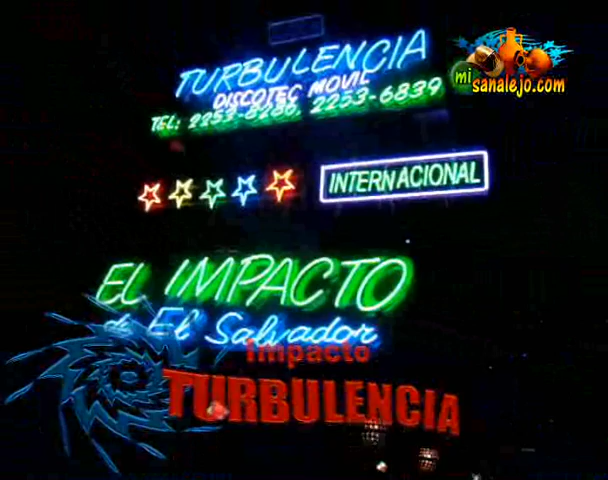 TURBULENCIA
DISCOTEC MOVIL
TEL: 2253-8286, 2253-6839
misanalejo.com
INTERNACIONAL
EL IMPACTO
de El Salvador
impacto
TURBULENCIA